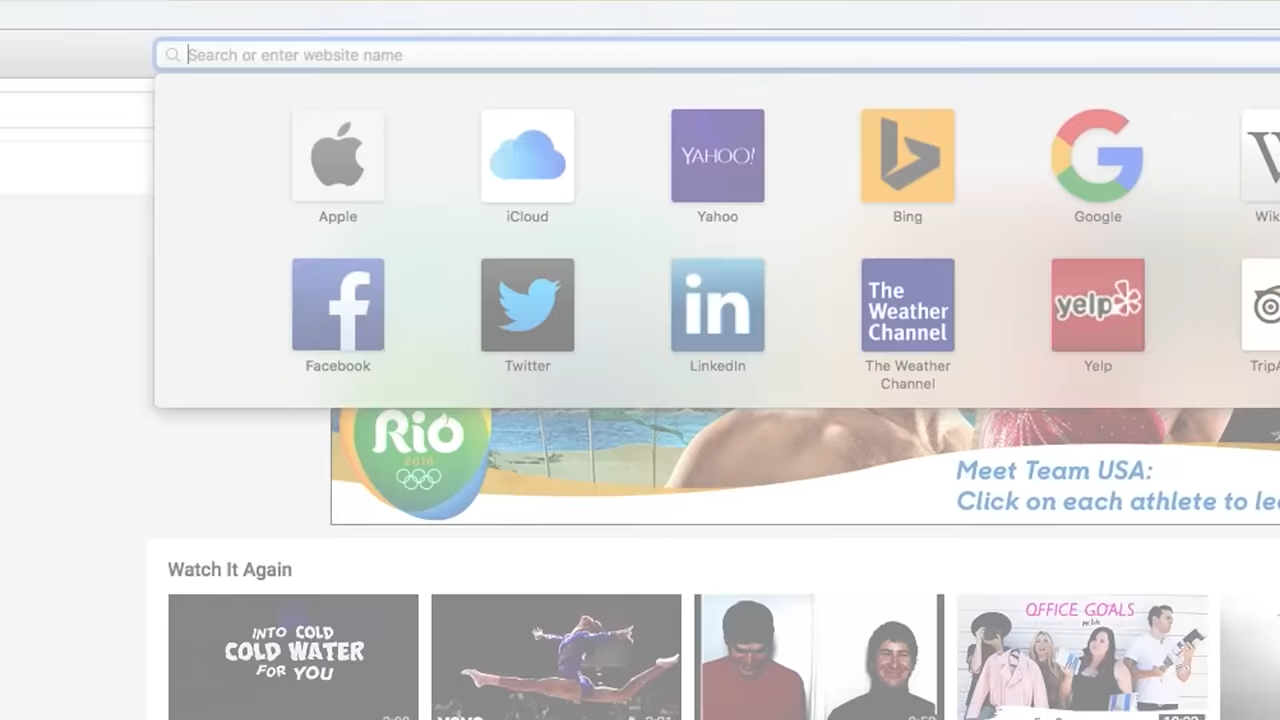 Search or enter website name
YAHOO!
Apple
iCloud
Yahoo
Bing
Google
The
Weather
Channel
yelp
Facebook
Twitter
LinkedIn
The Weather
Channel
Yelp
in
Rio
2016
Meet Team USA:
Click on each athlete to
Watch It Again
INTO COLD
COLD WATER
FOR YOU
OFFICE GOALS